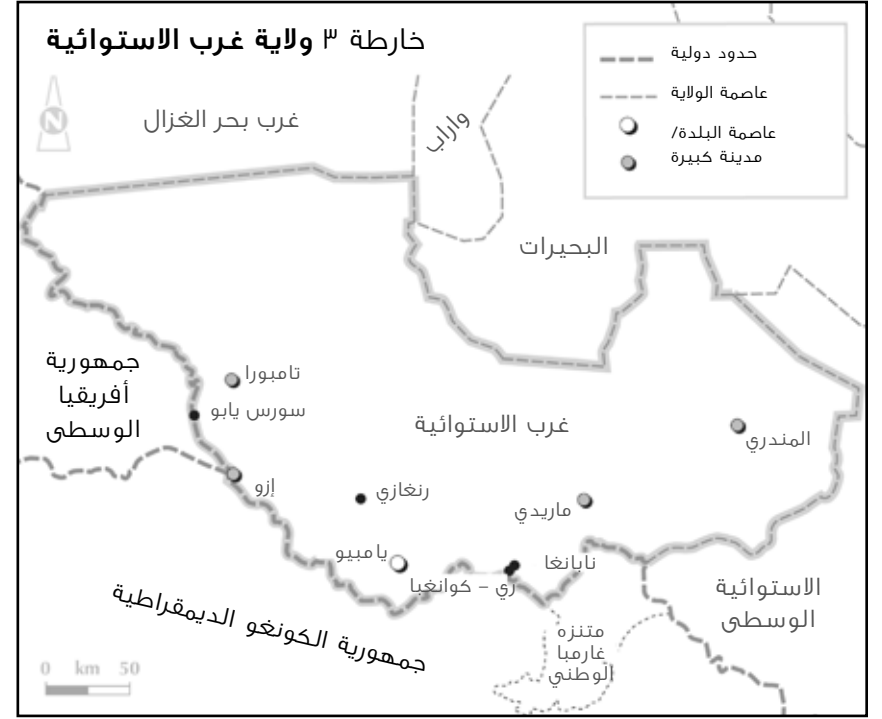 خارطة ٣ ولاية غرب الاستوائية
حدود دولية
عاصمة الولاية
عاصمة البلدة/
مدينة كبيرة
N
غرب بحر الغزال
واراب
البحيرات
جمهورية
أفريقيا
الوسطى
تامبورا
سورس يابو
غرب الاستوائية
المندري
إزو
رنغازي
ماريدي
يامبيو
نابانغا
ري – كوانغبا
الاستوائية
الوسطى
جمهورية الكونغو الديمقراطية
متنزه
غارمبا
الوطني
0 km 50